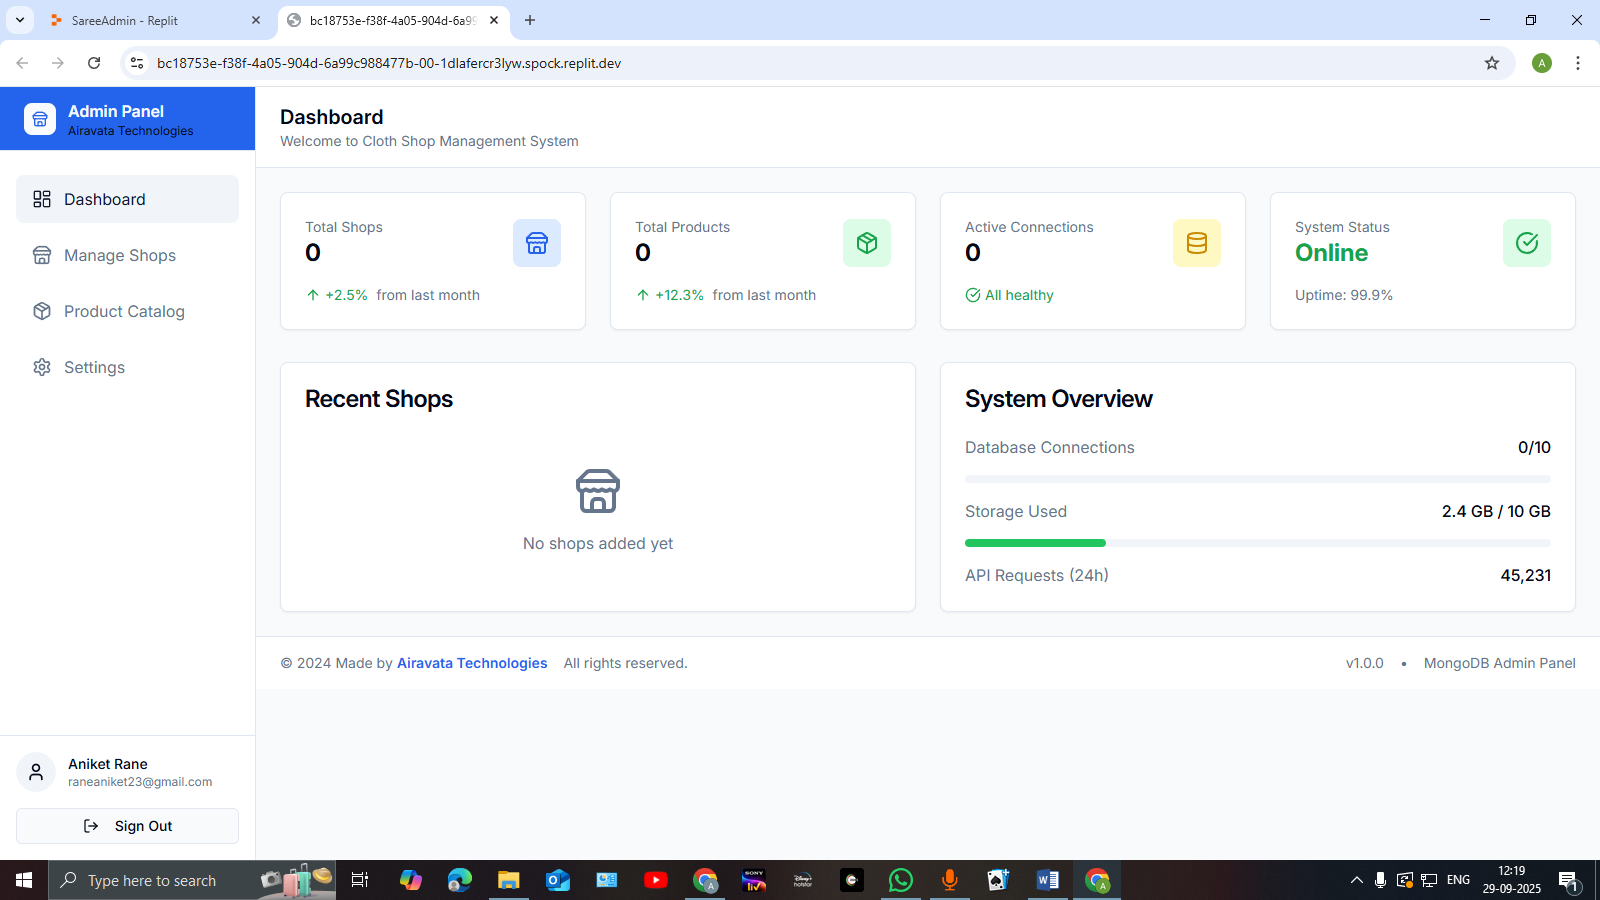 SareeAdmin - Replit
bc18753e-f38f-4a05-904d-6a99
bc18753e-f38f-4a05-904d-6a99c988477b-00-1dlafercr3lyw.spock.replit.dev
A
Admin Panel
Airavata Technologies
Dashboard
Manage Shops
Product Catalog
Settings
Aniket Rane
raneaniket23@gmail.com
Sign Out
Dashboard
Welcome to Cloth Shop Management System
Total Shops
0
+2.5% from last month
Total Products
0
+12.3% from last month
Active Connections
0
All healthy
System Status
Online
Uptime: 99.9%
Recent Shops
No shops added yet
System Overview
Database Connections 0/10
Storage Used 2.4 GB / 10 GB
API Requests (24h) 45,231
© 2024 Made by Airavata Technologies All rights reserved.
v1.0.0 • MongoDB Admin Panel
Type here to search
SONY
liv
hotstar
ENG
12:19
29-09-2025
1